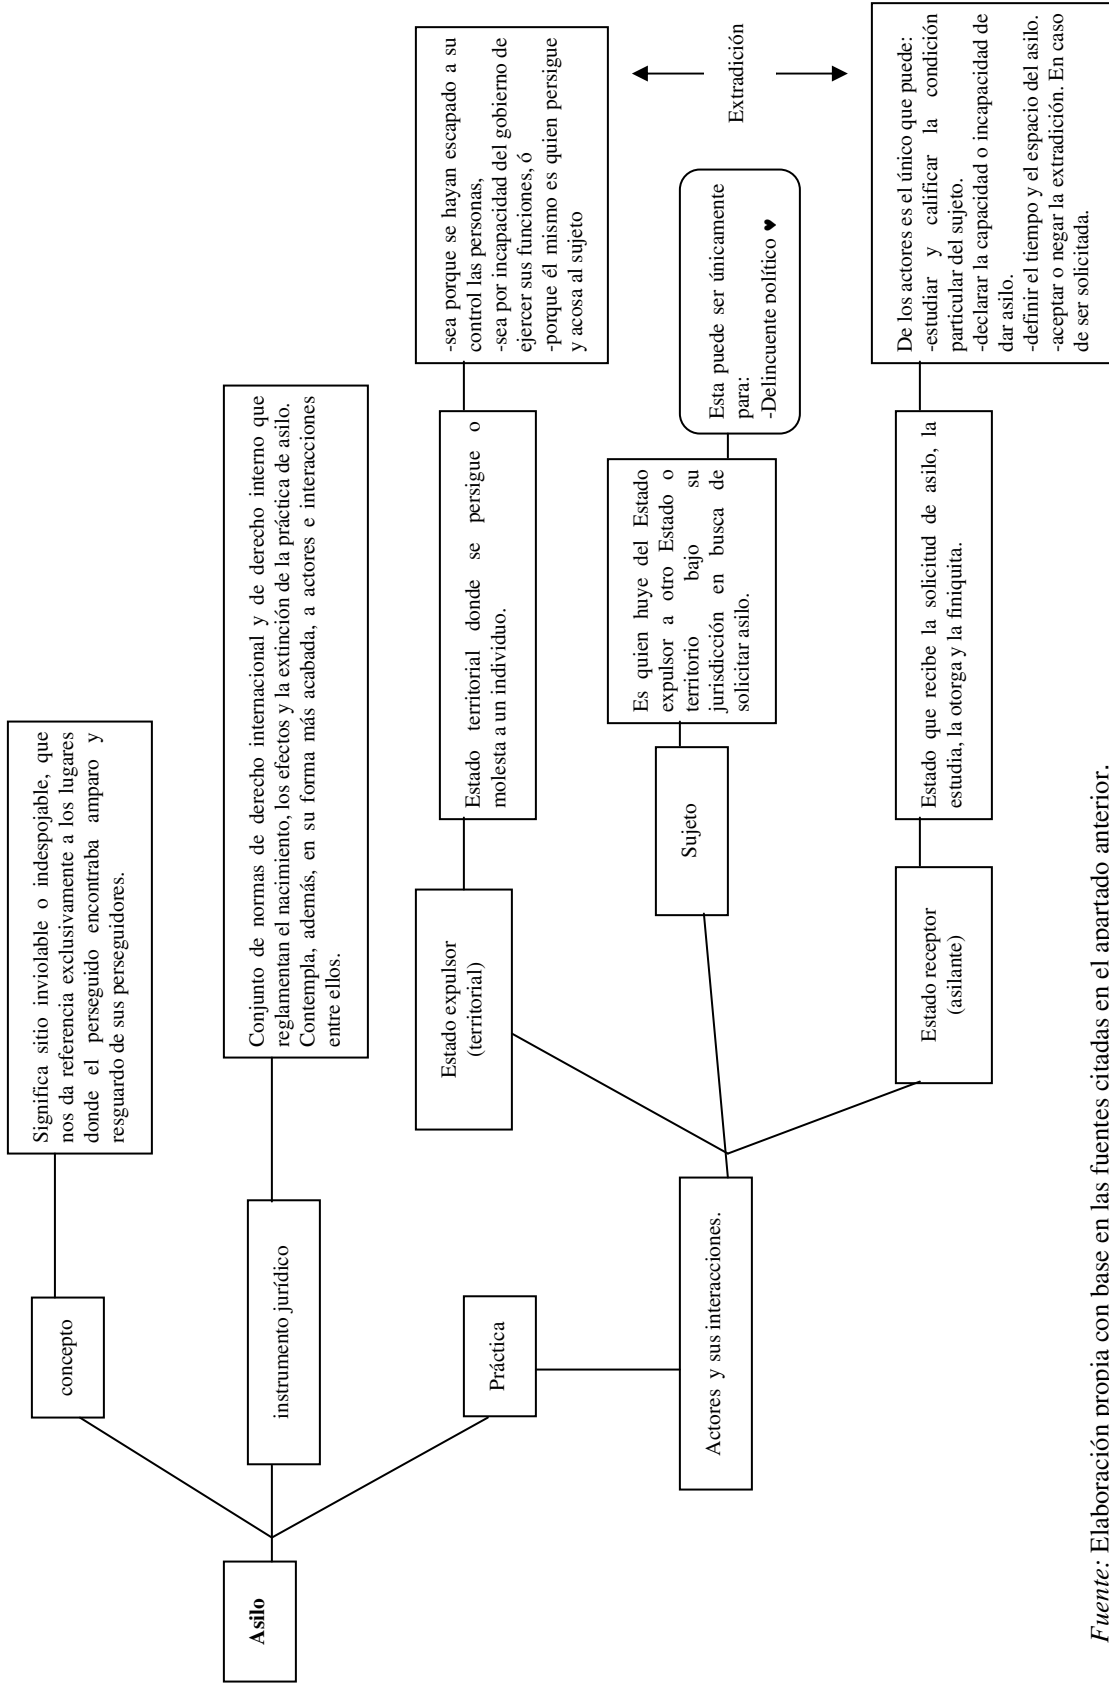 Asilo
concepto
Significa sitio inviolable o indespojable, que
nos da referencia exclusivamente a los lugares
donde el perseguido encontraba amparo y
resguardo de sus perseguidores.
instrumento jurídico
Conjunto de normas de derecho internacional y de derecho interno que
reglamentan el nacimiento, los efectos y la extinción de la práctica de asilo.
Contempla, además, en su forma más acabada, a actores e interacciones
entre ellos.
Práctica
Actores y sus interacciones.
Estado expulsor
(territorial)
Estado territorial donde se persigue o
molesta a un individuo.
-sea porque se hayan escapado a su
control las personas,
-sea por incapacidad del gobierno de
ejercer sus funciones, ó
-porque él mismo es quien persigue
y acosa al sujeto
Sujeto
Es quien huye del Estado
expulsor a otro Estado o
territorio bajo su
jurisdicción en busca de
solicitar asilo.
Esta puede ser únicamente
para:
-Delincuente político ♥
Extradición
Estado receptor
(asilante)
Estado que recibe la solicitud de asilo, la
estudia, la otorga y la finiquita.
De los actores es el único que puede:
-estudiar y calificar la condición
particular del sujeto.
-declarar la capacidad o incapacidad de
dar asilo.
-definir el tiempo y el espacio del asilo.
-aceptar o negar la extradición. En caso
de ser solicitada.
Fuente: Elaboración propia con base en las fuentes citadas en el apartado anterior.